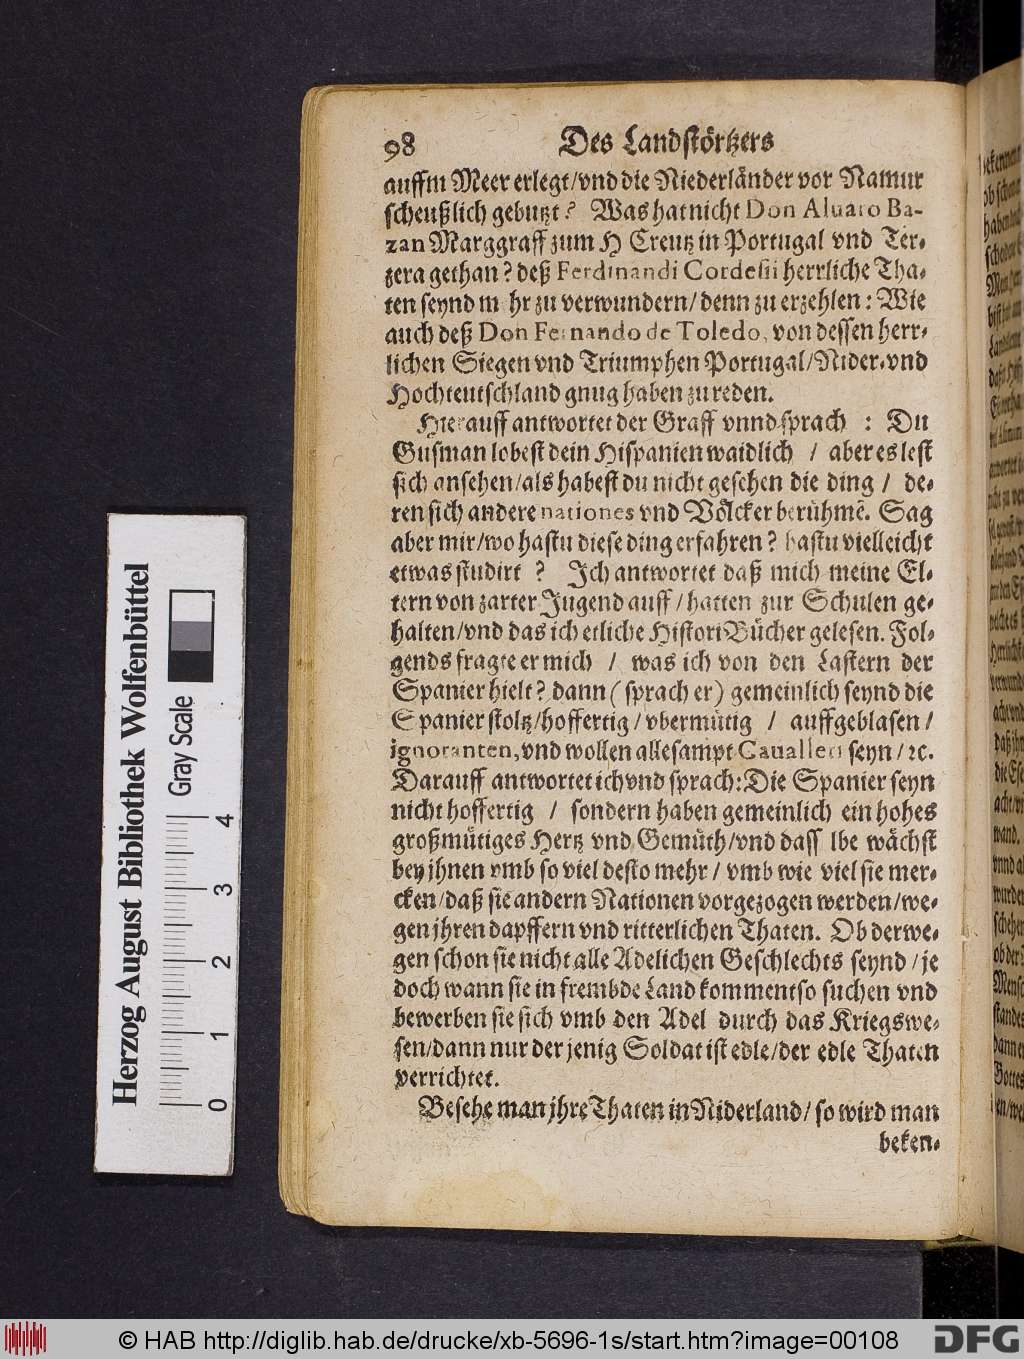 98 Des Landstörtzers
auffm Meer erlegt/vnd die Niederländer vor Namur
scheußlich gebutzt? Was hat nicht Don Aluaro Ba-
zan Marggraff zum H Creutz in Portugal vnd Ter-
zera gethan? deß Ferdinandi Cordesii herrliche Tha-
ten seynd m hr zu verwundern/denn zu erzehlen: Wie
auch deß Don Fernando de Toledo, von dessen herr-
lichen Siegen vnd Triumphen Portugal/Nider-vnd
Hochteutschland gnug haben zu reden.
Hierauff antwortet der Graff vnnd sprach : Du
Gusman lobest dein Hispanien waidlich / aber es lest
sich ansehen/als habest du nicht gesehen die ding / de-
ren sich andere nationes vnd Völcker berühmẽ. Sag
aber mir/wo hastu diese ding erfahren? hastu vielleicht
etwas studirt ? Ich antwortet daß mich meine El-
tern von zarter Jugend auff/hatten zur Schulen ge-
halten/vnd das ich etliche Histori Bücher gelesen. Fol-
gends fragte er mich / was ich von den Lastern der
Spanier hielt? dann ( sprach er) gemeinlich seynd die
Spanier stoltz/hoffertig/vbermütig / auffgeblasen/
ignoranten, vnd wollen allesampt Cauallieri seyn/ꝛc.
Darauff antwortet ich vnd sprach: Die Spanier seyn
nicht hoffertig / sondern haben gemeinlich ein hohes
großmütiges Hertz vnd Gemüth/vnd dass lbe wächst
bey jhnen vmb so viel desto mehr/vmb wie viel sie mer-
cken/daß sie andern Nationen vorgezogen werden/we-
gen jhren dapffern vnd ritterlichen Thaten. Ob derwe-
gen schon sie nicht alle Adelichen Geschlechts seynd/je
doch wann sie in frembde Land kommen/so suchen vnd
bewerben sie sich vmb den Adel durch das Kriegswe-
sen/dann nur der jenig Soldat ist edle/der edle Thaten
verrichtet.
Besehe man jhre Thaten in Niderland/so wird man
beken-
Herzog August Bibliothek Wolfenbüttel
Gray Scale
0 1 2 3 4
© HAB http://diglib.hab.de/drucke/xb-5696-1s/start.htm?image=00108
DFG